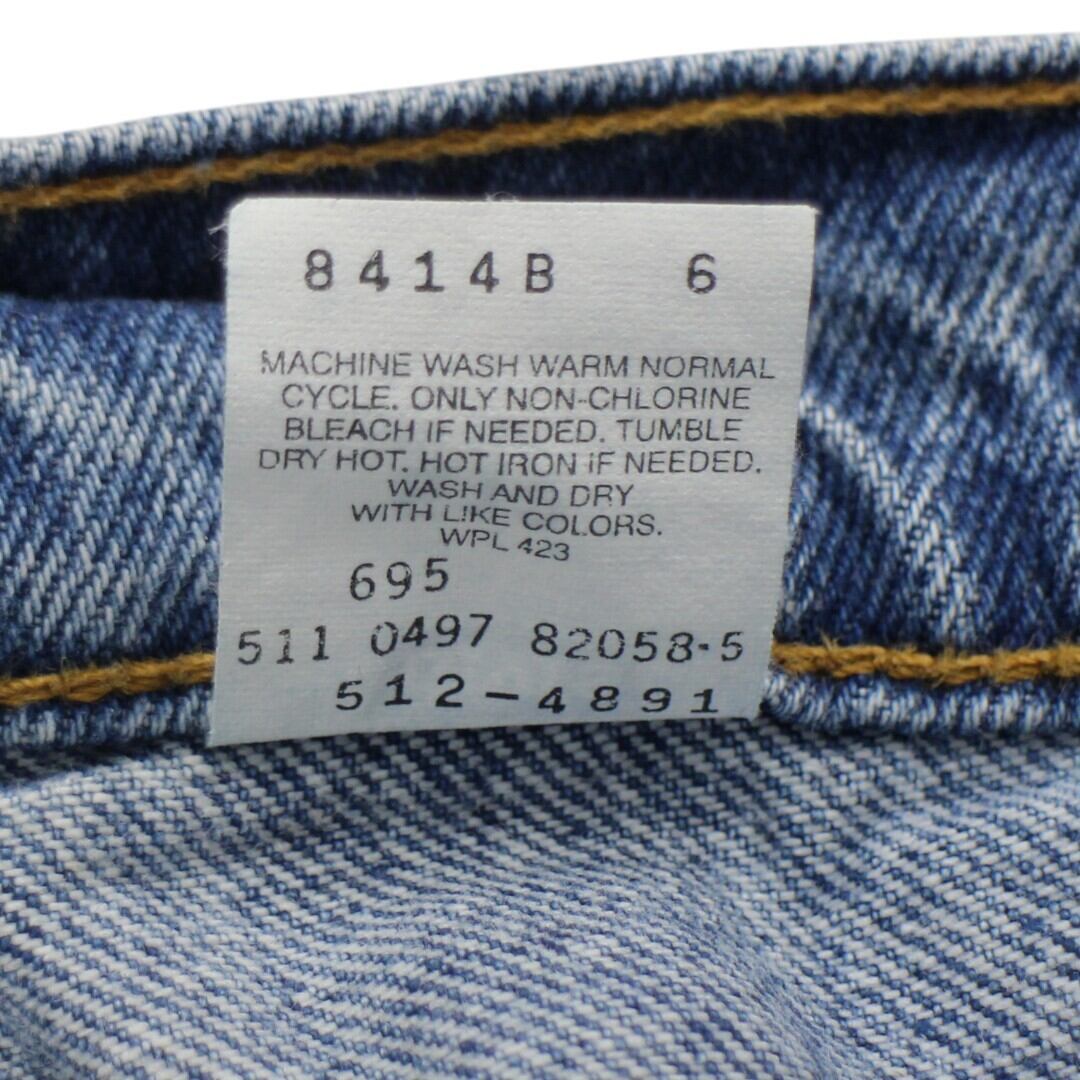 8414B 6
MACHINE WASH WARM NORMAL
CYCLE. ONLY NON-CHLORINE
BLEACH IF NEEDED. TUMBLE
DRY HOT. HOT IRON IF NEEDED.
WASH AND DRY
WITH LIKE COLORS.
WPL 423
695
511 0497 82058-5
512-4891